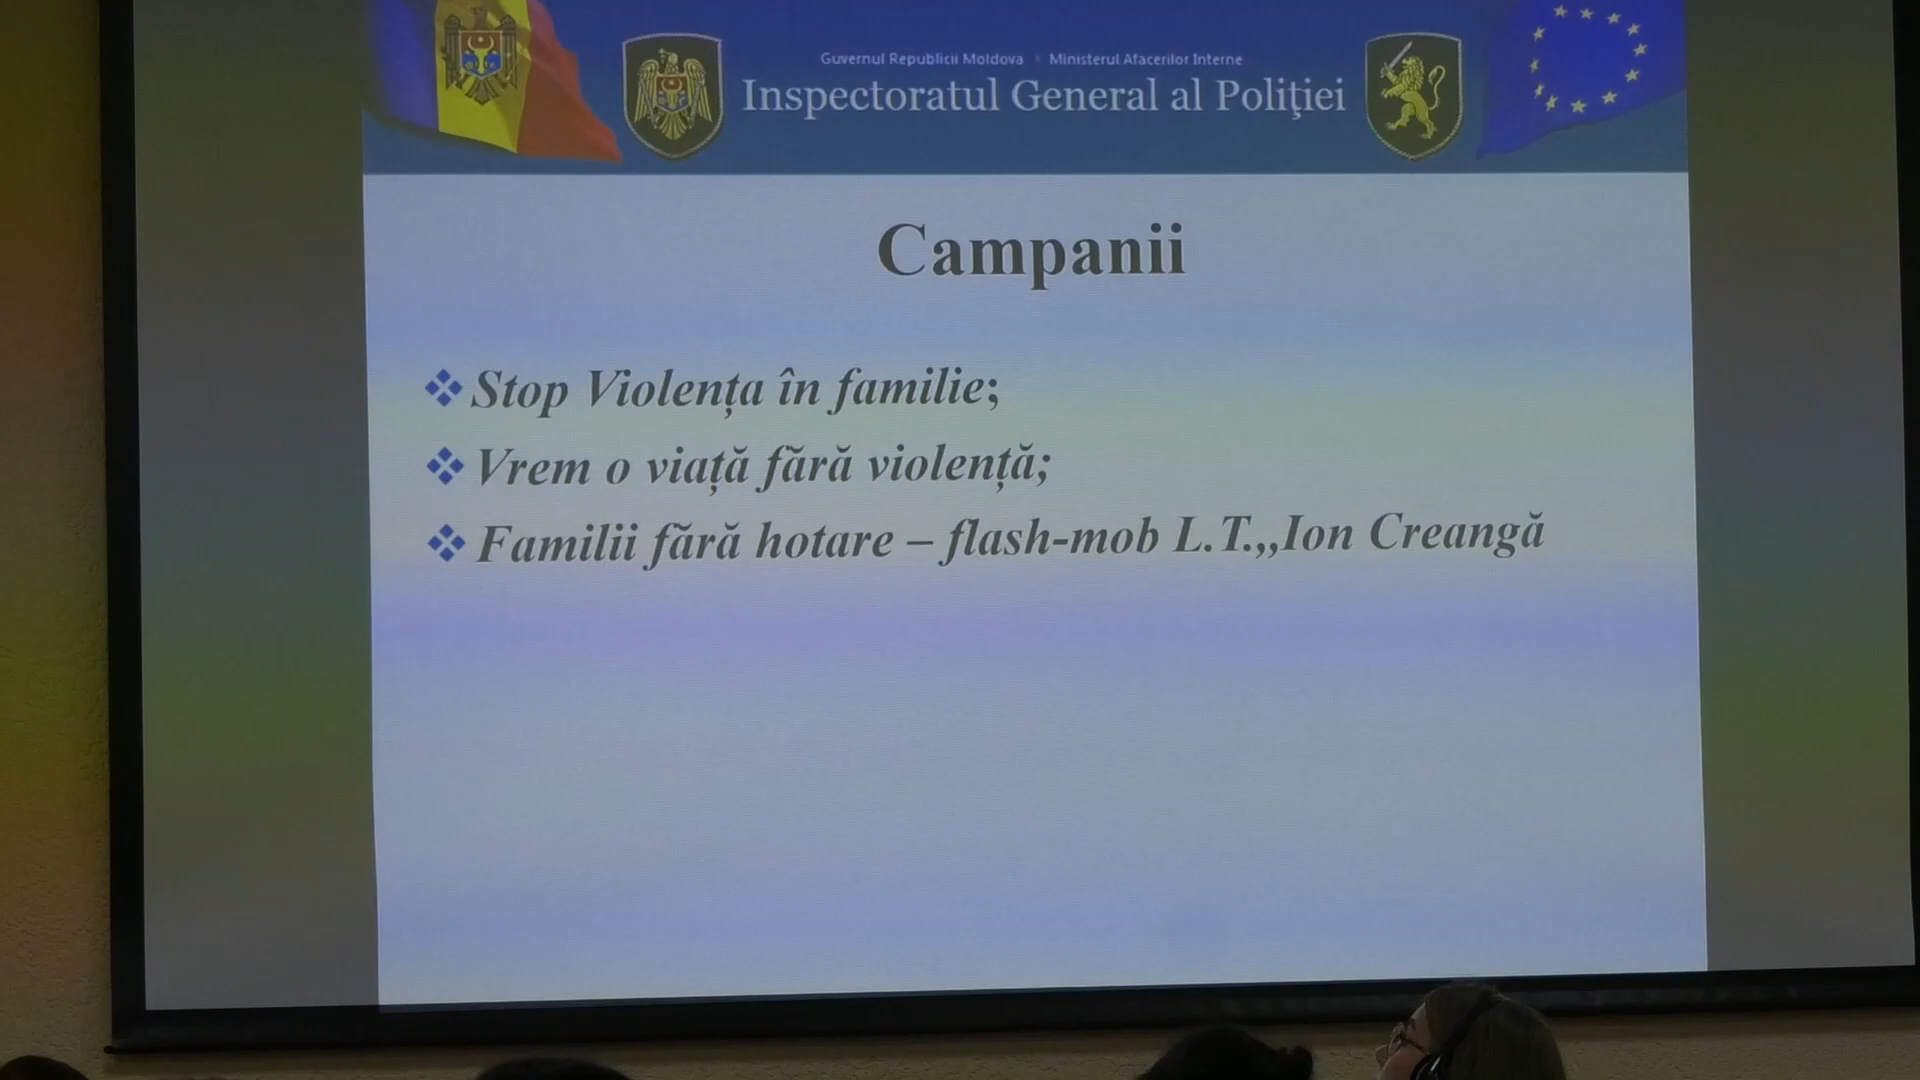 Guvernul Republicii Moldova • Ministerul Afacerilor Interne
Inspectoratul General al Poliţiei
Campanii
Stop Violența în familie;
Vrem o viață fără violență;
Familii fără hotare – flash-mob L.T.,,Ion Creangă